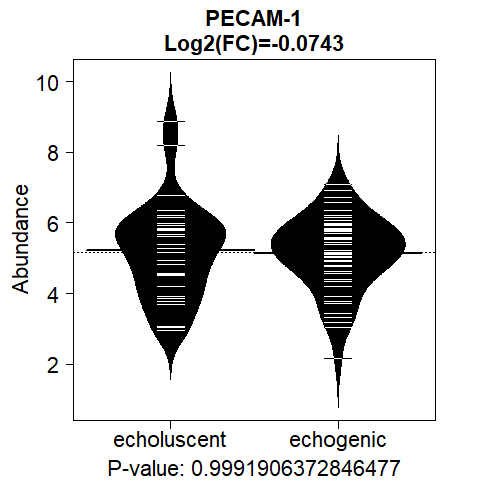 PECAM-1
Log2(FC)=-0.0743
Abundance
10
8
6
4
2
echoluscent
echogenic
P-value: 0.9991906372846477